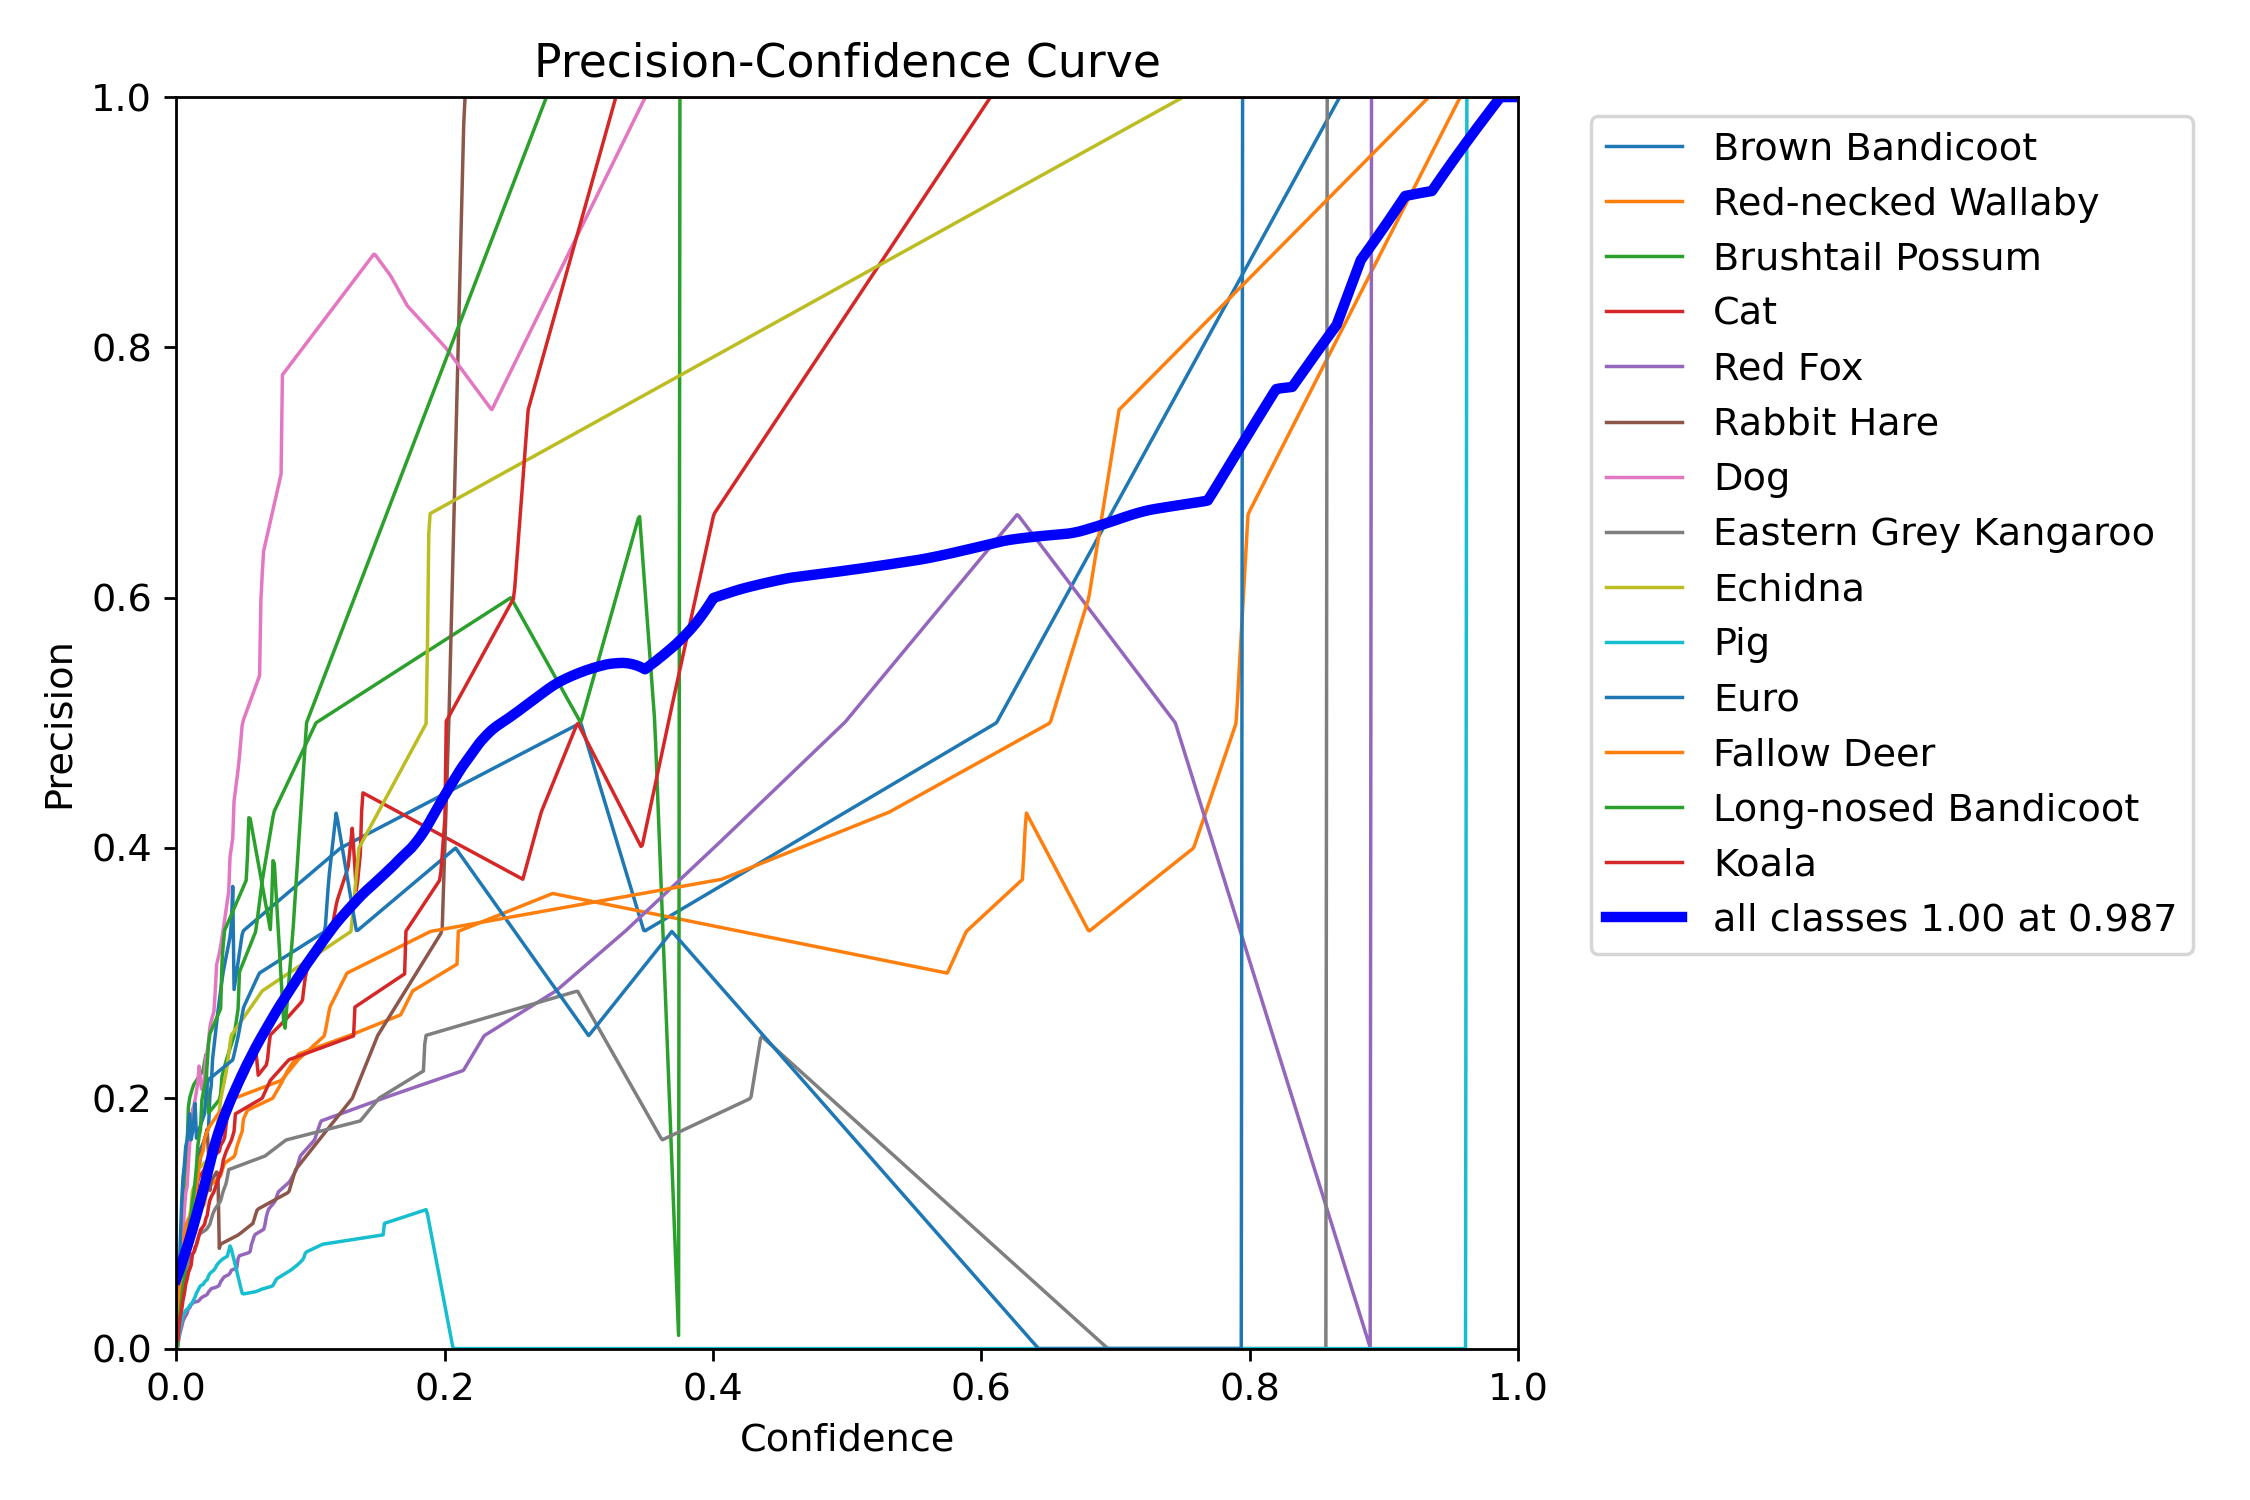 Precision-Confidence Curve
1.0
0.8
0.6
0.4
0.2
0.0
Precision
0.0 0.2 0.4 0.6 0.8 1.0
Confidence
Brown Bandicoot
Red-necked Wallaby
Brushtail Possum
Cat
Red Fox
Rabbit Hare
Dog
Eastern Grey Kangaroo
Echidna
Pig
Euro
Fallow Deer
Long-nosed Bandicoot
Koala
all classes 1.00 at 0.987